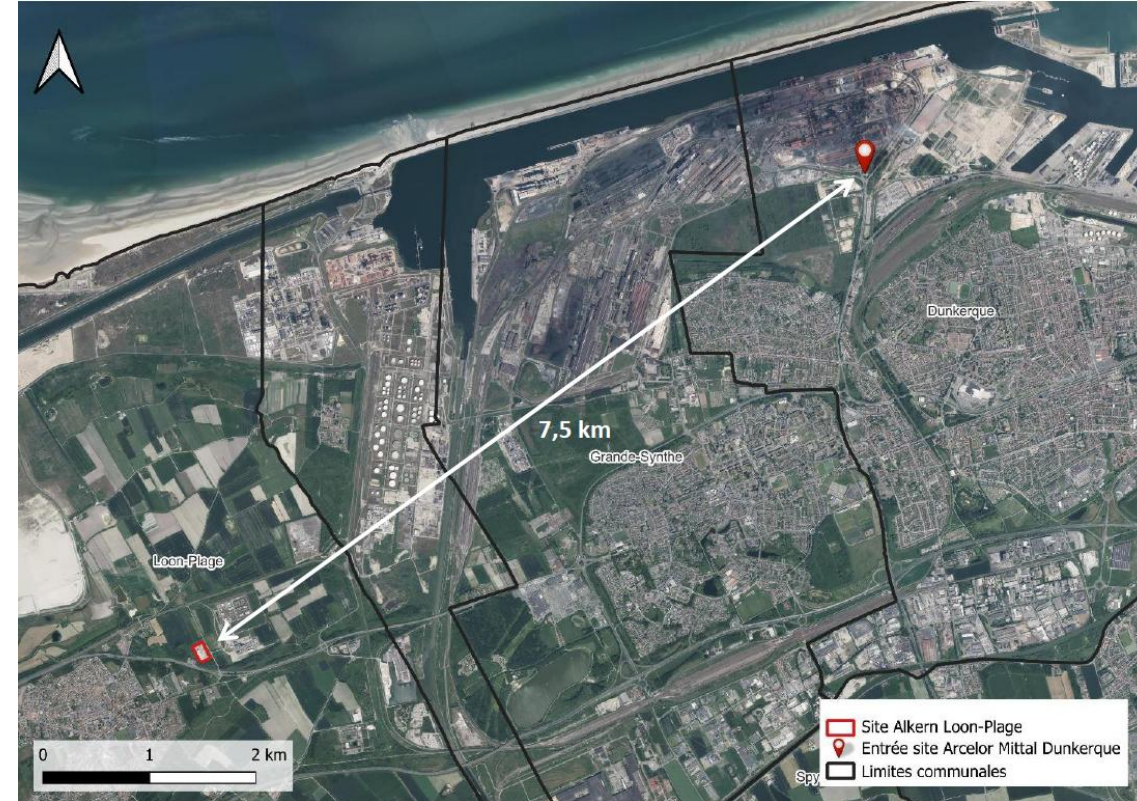 Dunkerque
7,5 km
Grande-Synthe
Loon-Plage
0 1 2 km
Spy
Site Alkern Loon-Plage
Entrée site Arcelor Mittal Dunkerque
Limites communales